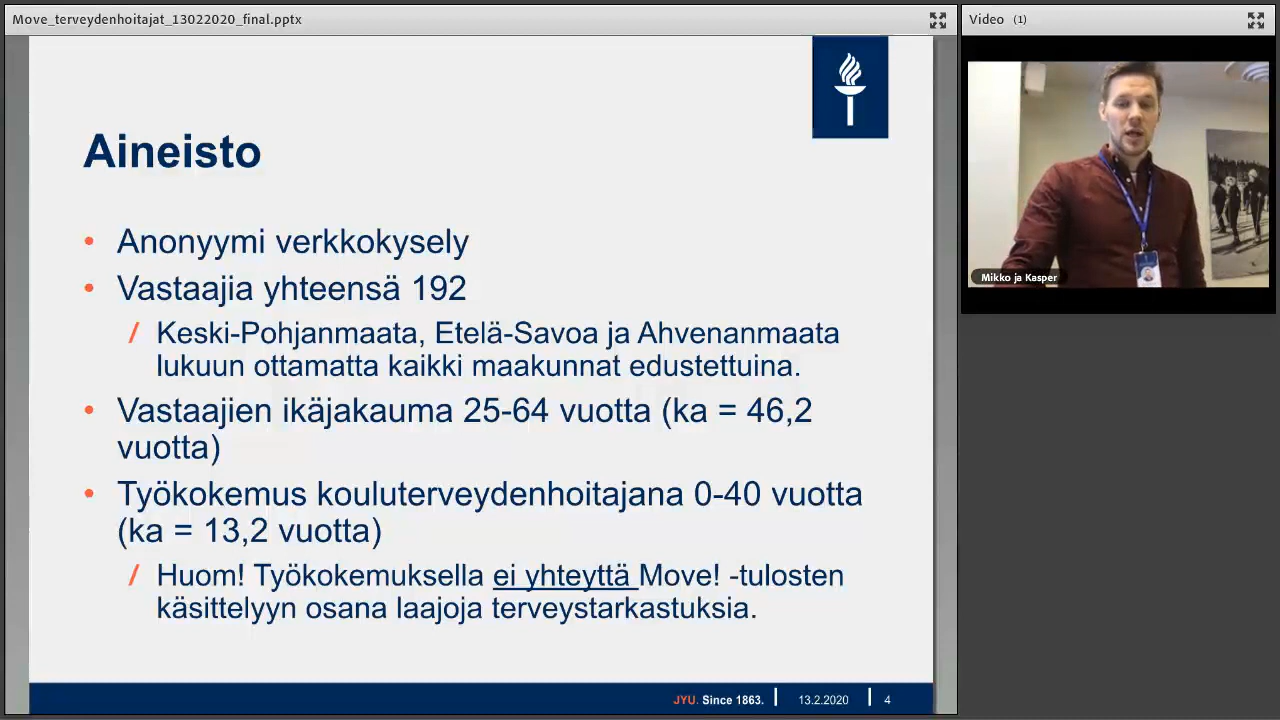 Move_terveydenhoitajat_13022020_final.pptx
Video (1)
Aineisto
• Anonyymi verkkokysely
• Vastaajia yhteensä 192
/ Keski-Pohjanmaata, Etelä-Savoa ja Ahvenanmaata
lukuun ottamatta kaikki maakunnat edustettuina.
• Vastaajien ikäjakauma 25-64 vuotta (ka = 46,2
vuotta)
• Työkokemus kouluterveydenhoitajana 0-40 vuotta
(ka = 13,2 vuotta)
/ Huom! Työkokemuksella ei yhteyttä Move! -tulosten
käsittelyyn osana laajoja terveystarkastuksia.
JYU. Since 1863. 13.2.2020 4
Mikko ja Kasper